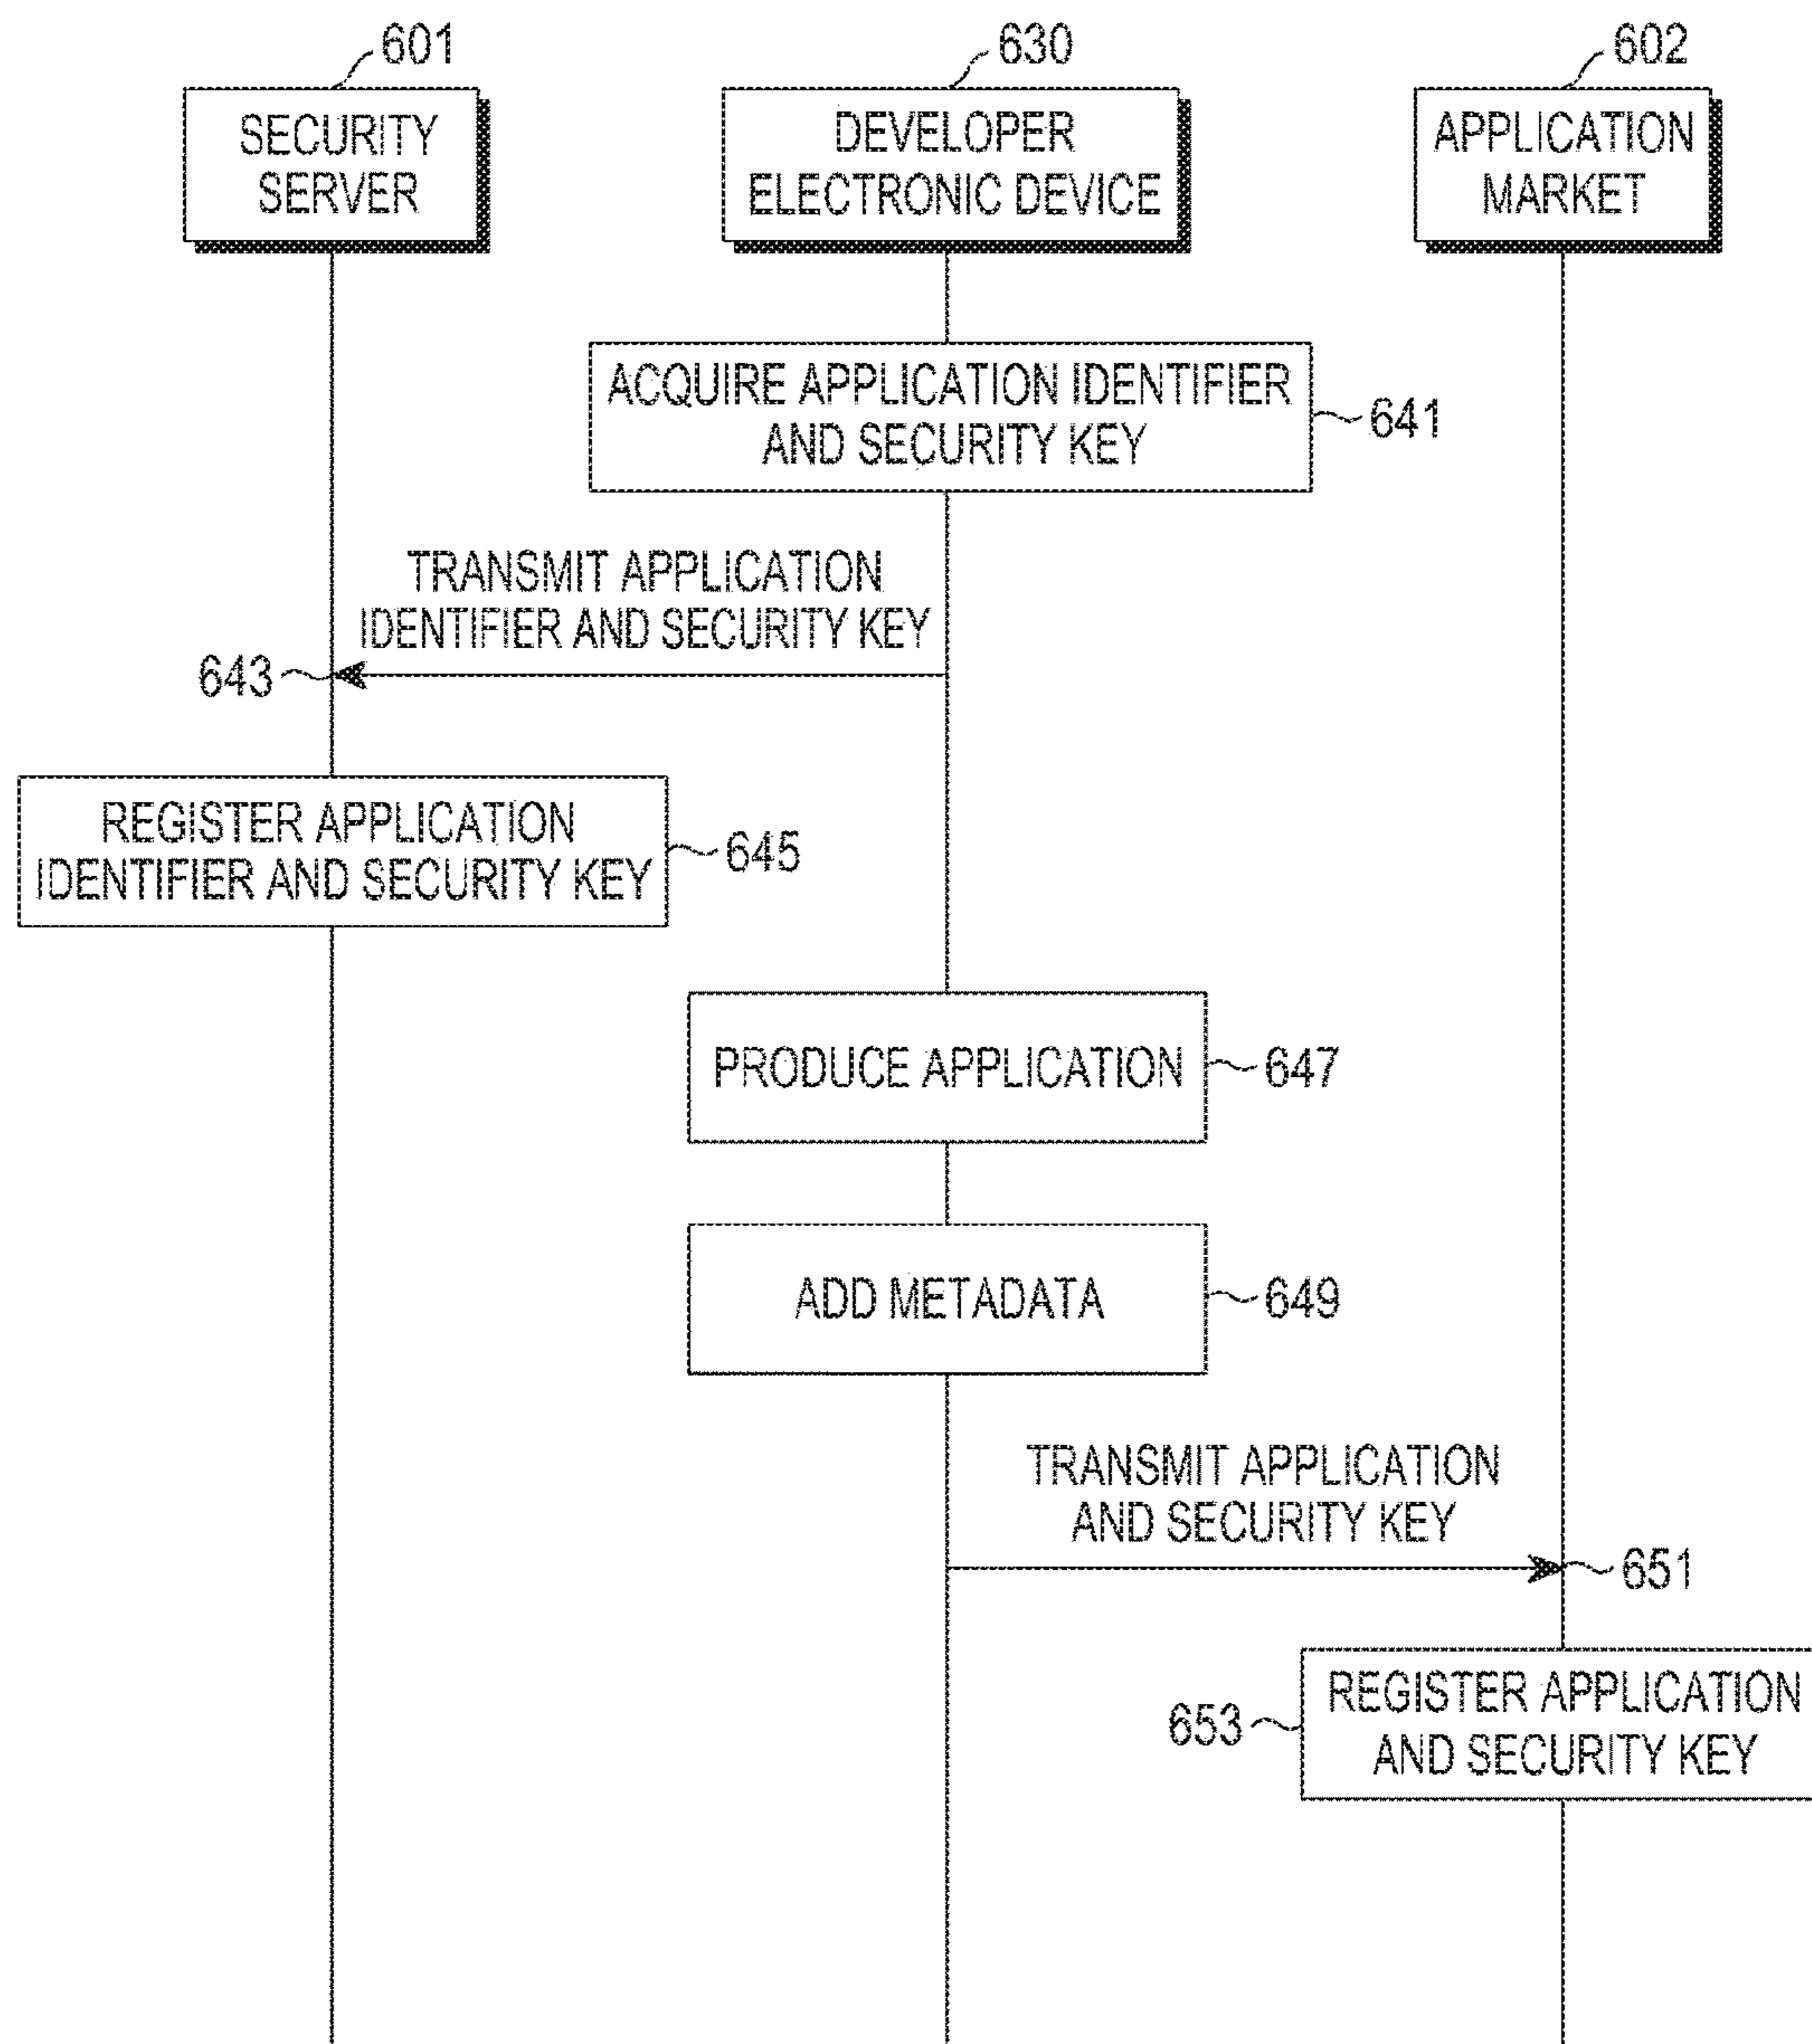 601
630
602
SECURITY
SERVER
DEVELOPER
ELECTRONIC DEVICE
APPLICATION
MARKET
ACQUIRE APPLICATION IDENTIFIER
AND SECURITY KEY
641
TRANSMIT APPLICATION
IDENTIFIER AND SECURITY KEY
643
REGISTER APPLICATION
IDENTIFIER AND SECURITY KEY
645
PRODUCE APPLICATION
647
ADD METADATA
649
TRANSMIT APPLICATION
AND SECURITY KEY
651
REGISTER APPLICATION
AND SECURITY KEY
653